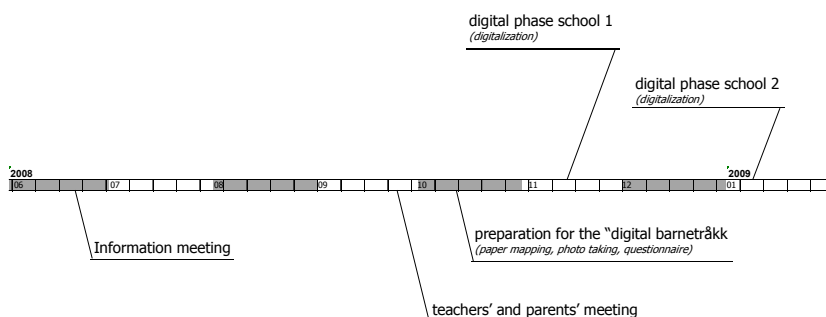 digital phase school 1
(digitalization)
digital phase school 2
(digitalization)
2008
2009
06 07 08 09 10 11 12 01
Information meeting
preparation for the “digital barnetråkk
(paper mapping, photo taking, questionnaire)
teachers’ and parents’ meeting